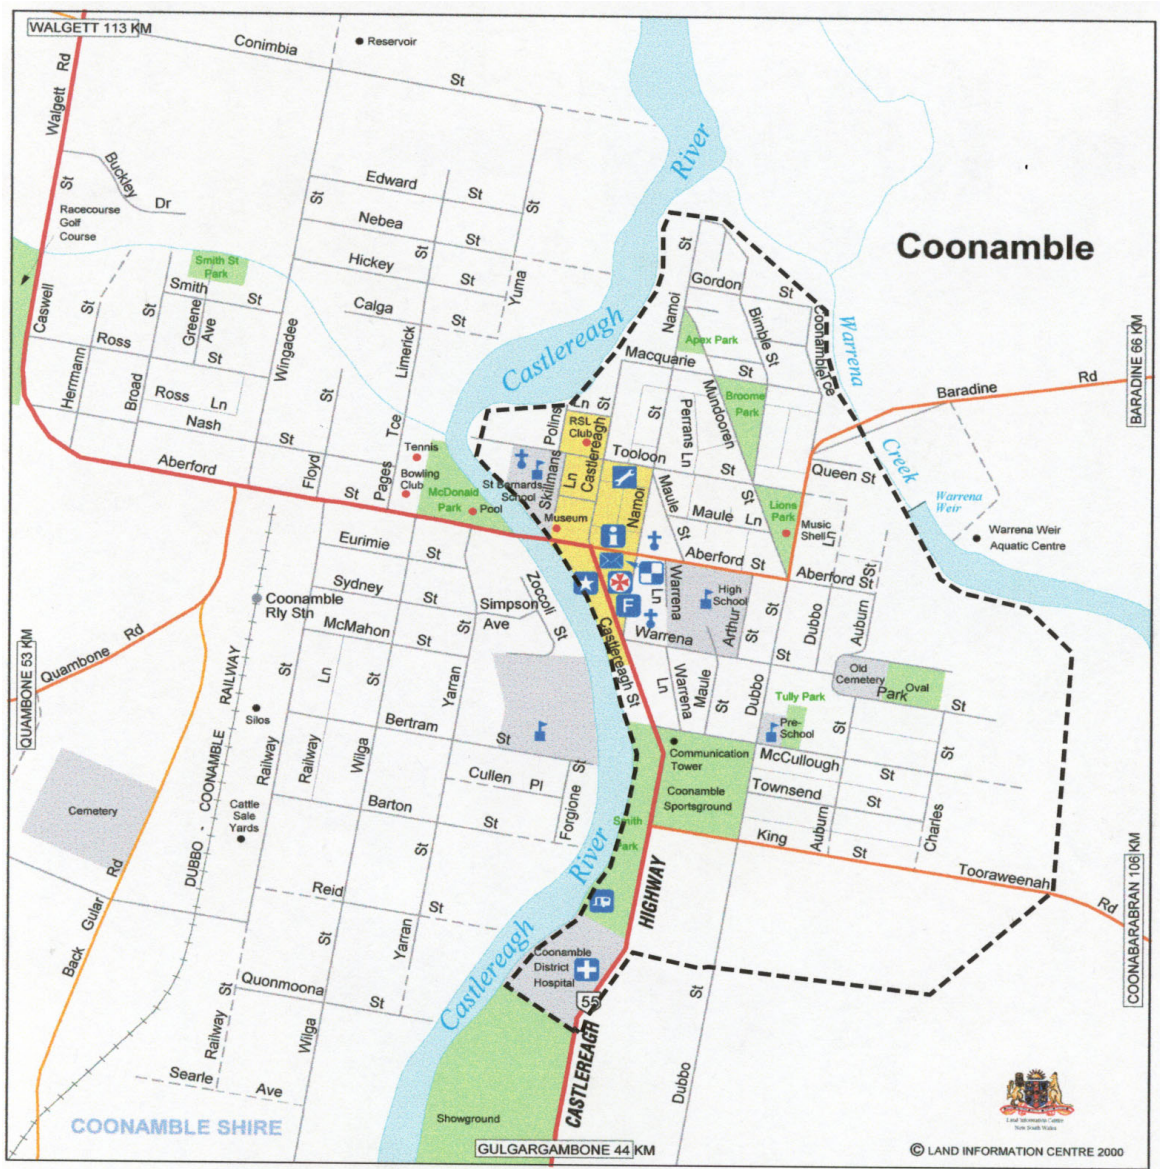 WALGETT 113 KM
Conimbia
St
Reservoir
Walgett Rd
St
Buckley
Dr
Racecourse
Golf
Course
Edward St
Nebea St
Hickey St
Calga St
St
St
St
Yuma
River
Coonamble
Smith St
Park
Smith St
Caswell
St
St
Greene
Ave
Ross St
Herrmann
Broad
Ross Ln
Nash St
Wingadee
Limerick
St
Floyd
Tce
Pages
Aberford St
Castlereagh
St
Gordon St
Namoi
Bimble St
Coonamble Tce
Warrena
Creek
Apex Park
Macquarie St
Broome
Park
Mundooren
St
Perrans Ln
St
Baradine Rd
BARADINE 66 KM
Polins
Ln
St
RSL
Club
Castlereagh
Tooloon St
Skillmans
Ln
Tennis
Bowling
Club
McDonald
Park
Pool
St Bernards
School
Museum
Namoi
Maule
St
Maule Ln
Queen St
Lions
Park
Music
Shell
Ln
Warrena
Weir
Warrena Weir
Aquatic Centre
Aberford St
Aberford St
Eurimie St
Sydney St
McMahon St
Simpson
Ave
Zoccoli
St
Coonamble
Rly Stn
Quambone Rd
QUAMBONE 53 KM
i
F
High
School
Ln
Warrena
Arthur
St
St
Dubbo
Auburn
St
Warrena St
Castlereagh St
Ln
Warrena
Maule
St
Dubbo
Old
Cemetery
Oval
Park St
Tully Park
Pre-
School
St
St
St
Ln
St
Yarran
St
Silos
Bertram St
Railway
Railway
Wilga
Cullen Pl
St
Forgione
Communication
Tower
Coonamble
Sportsground
McCullough St
Townsend St
Auburn
Charles
King St
Tooraweenah Rd
COONABARABRAN 106 KM
Cemetery
Cattle
Sale
Yards
DUBBO - COONAMBLE RAILWAY
Barton St
St
Smith
Park
River
HIGHWAY
Back Gular Rd
Reid St
St
Yarran
Castlereagh
Coonamble
District
Hospital
55
Quonmoona St
St
Railway
Wilga
St
Dubbo
CASTLEREAGH
Searle Ave
COONAMBLE SHIRE
Showground
GULGARGAMBONE 44 KM
Land Information Centre
New South Wales
© LAND INFORMATION CENTRE 2000